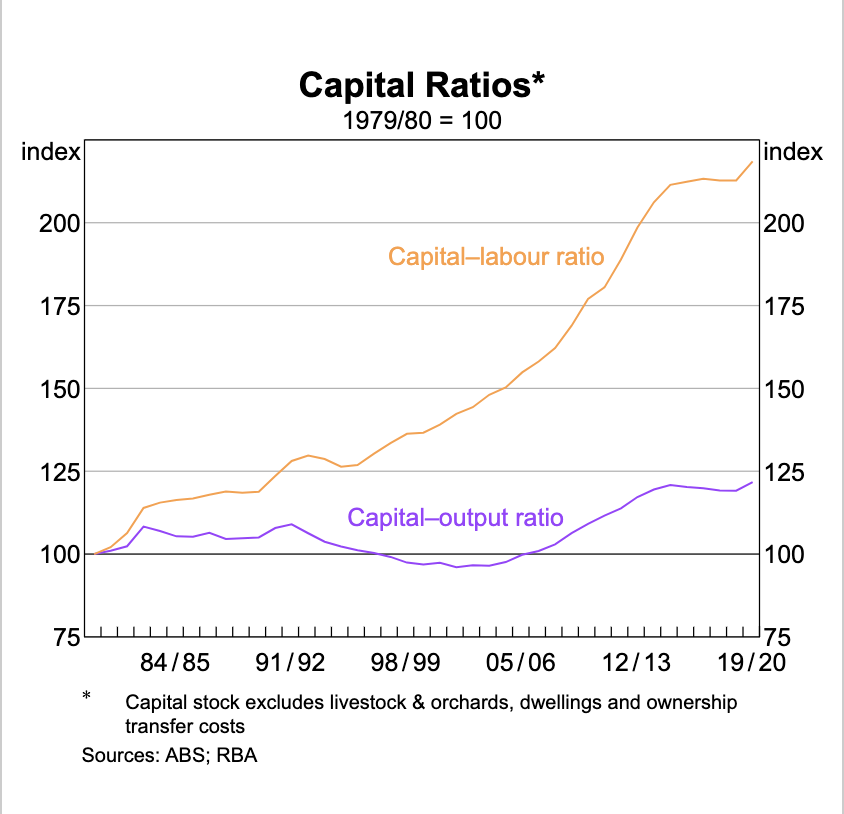 Capital Ratios*
1979/80 = 100
index index
200 200
Capital–labour ratio
175 175
150 150
125 125
Capital–output ratio
100 100
75 75
84/85 91/92 98/99 05/06 12/13 19/20
* Capital stock excludes livestock & orchards, dwellings and ownership
transfer costs
Sources: ABS; RBA